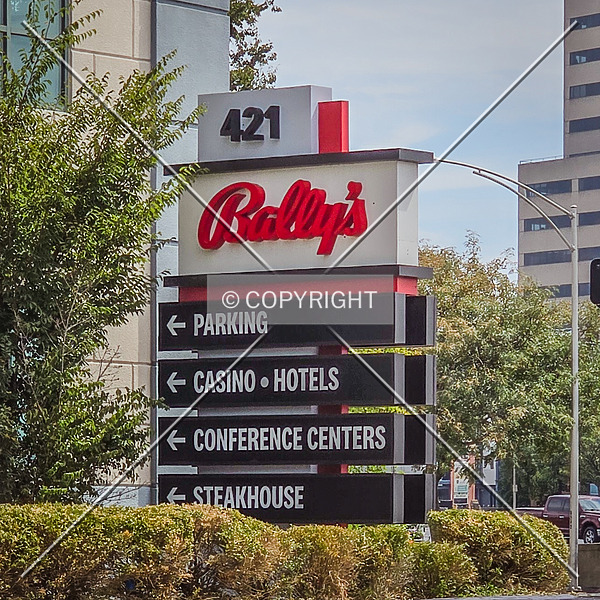 421
Bally's
© COPYRIGHT
← PARKING
← CASINO • HOTELS
← CONFERENCE CENTERS
← STEAKHOUSE